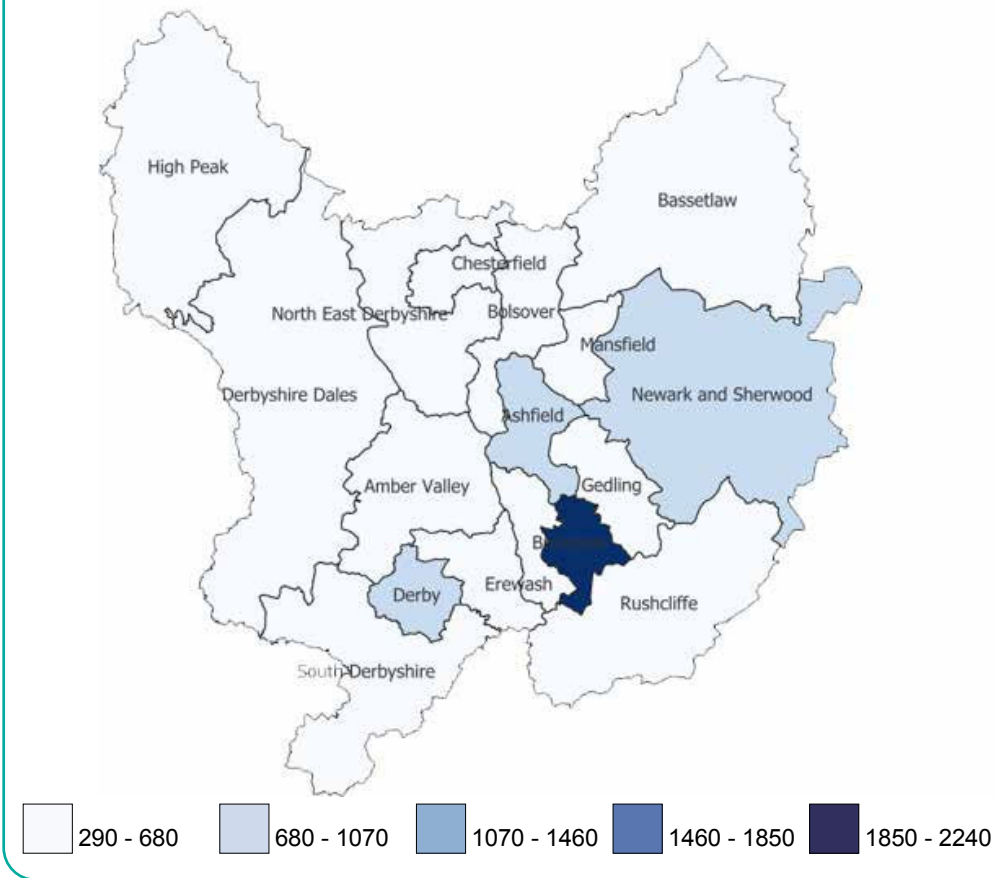 High Peak
Bassetlaw
Chesterfield
North East Derbyshire
Bolsover
Mansfield
Derbyshire Dales
Newark and Sherwood
Ashfield
Amber Valley
Gedling
Erewash
Derby
Rushcliffe
South Derbyshire
290 - 680
680 - 1070
1070 - 1460
1460 - 1850
1850 - 2240